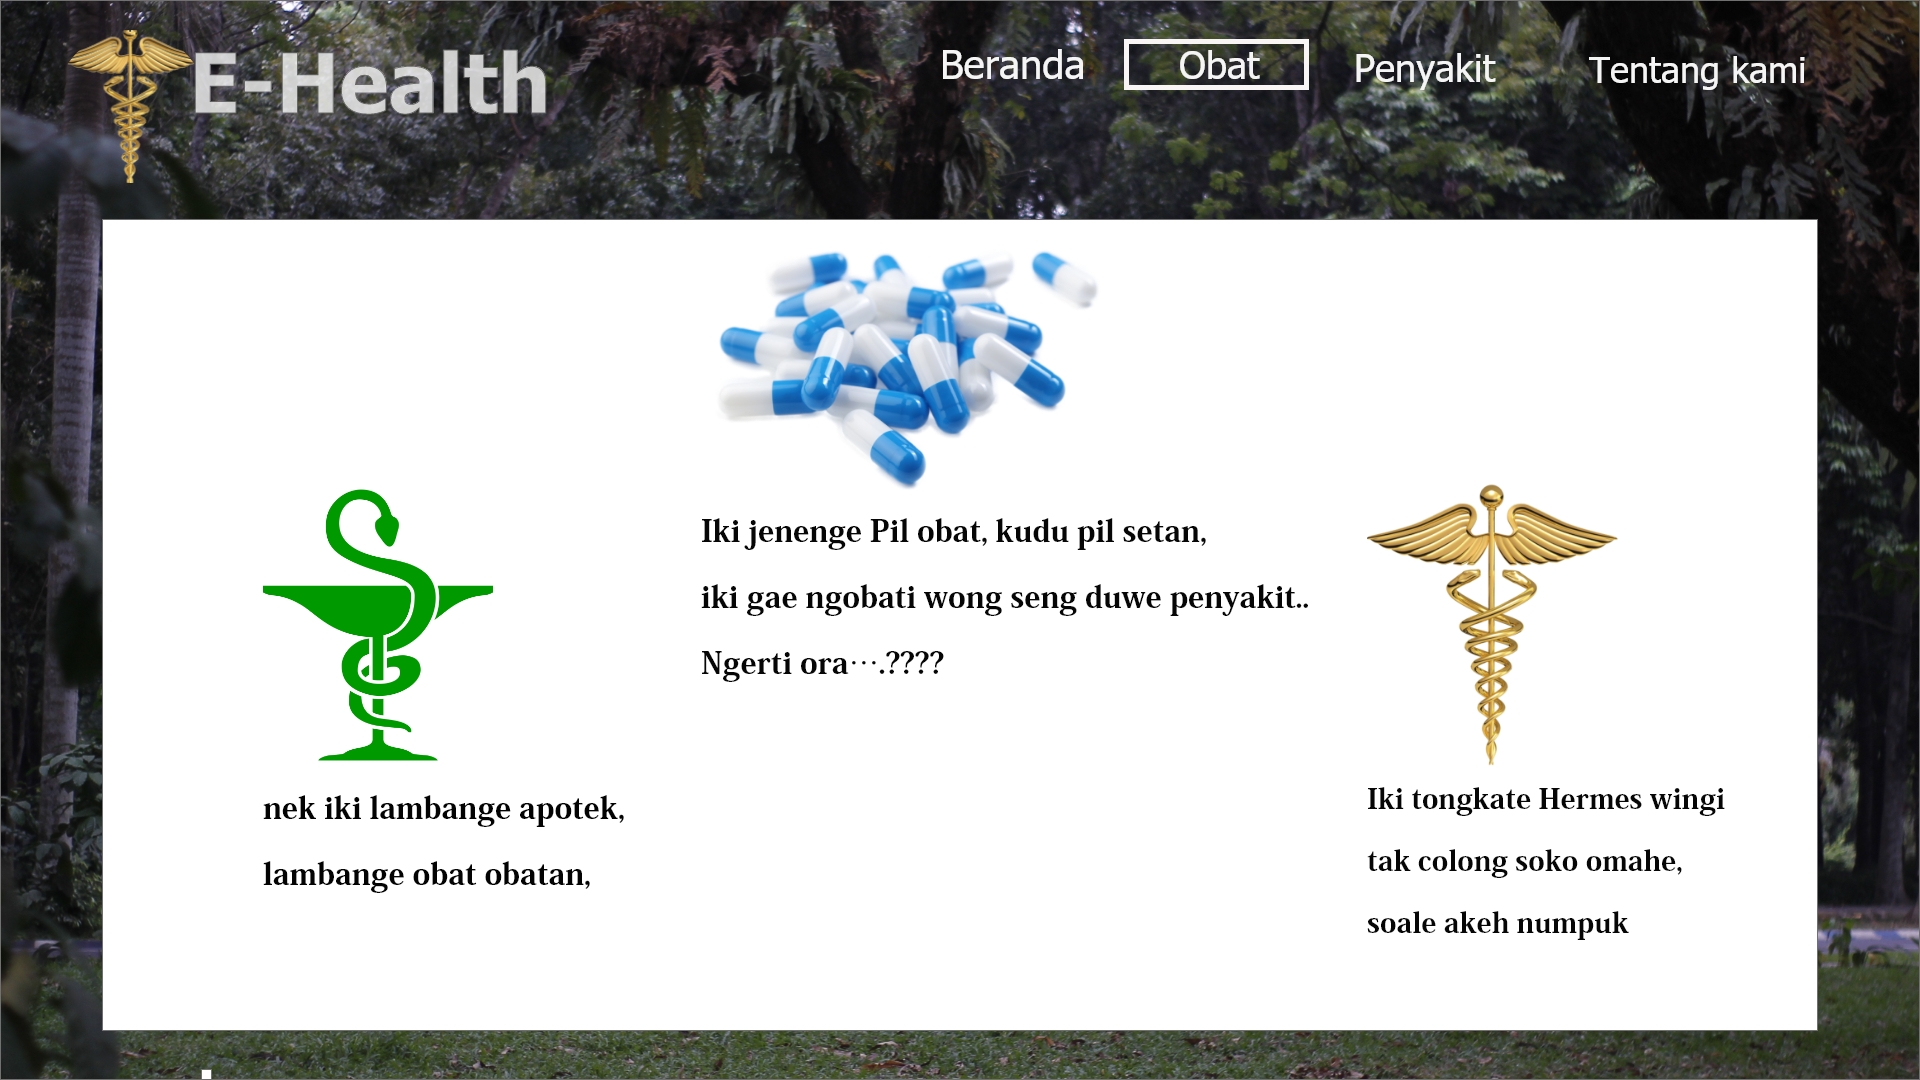 E-Health
Beranda
Obat
Penyakit
Tentang kami
Iki jenenge Pil obat, kudu pil setan,
iki gae ngobati wong seng duwe penyakit..
Ngerti ora⋯.????
nek iki lambange apotek,
lambange obat obatan,
Iki tongkate Hermes wingi
tak colong soko omahe,
soale akeh numpuk